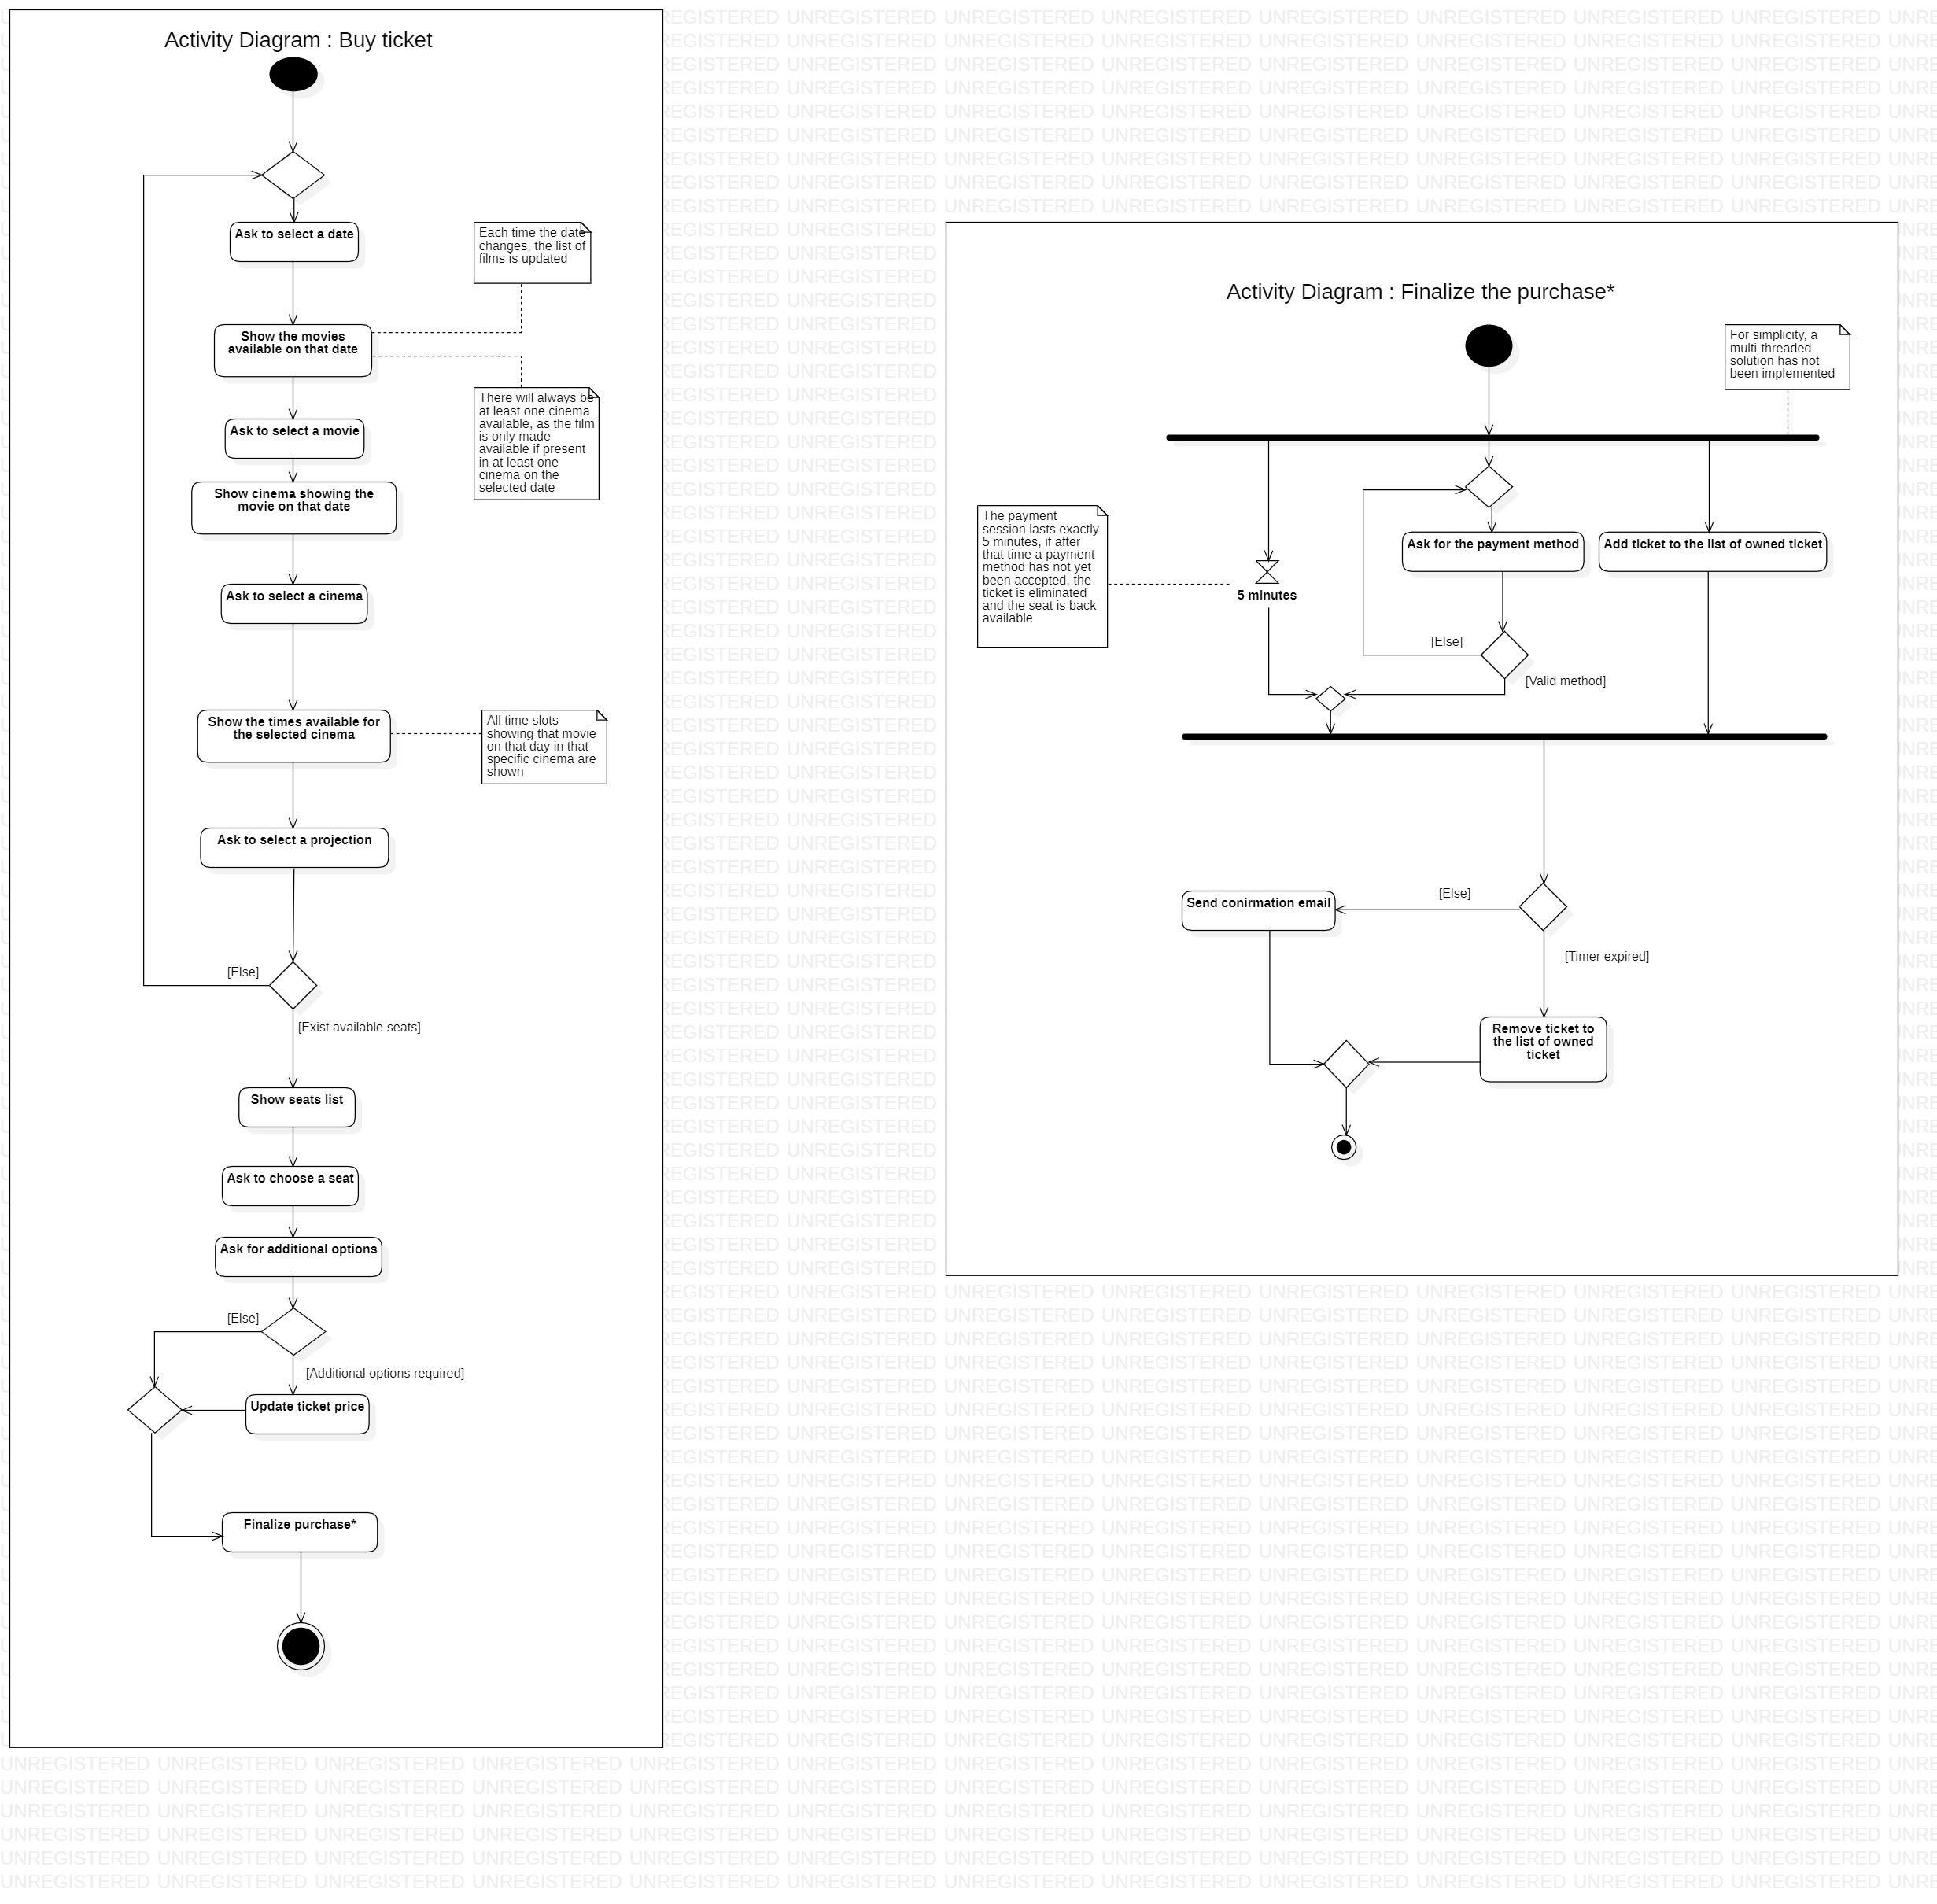 Activity Diagram : Buy ticket
Ask to select a date
Each time the date
changes, the list of
films is updated
Show the movies
available on that date
There will always be
at least one cinema
available, as the film
is only made
available if present
in at least one
cinema on the
selected date
Ask to select a movie
Show cinema showing the
movie on that date
Ask to select a cinema
Show the times available for
the selected cinema
All time slots
showing that movie
on that day in that
specific cinema are
shown
Ask to select a projection
[Else]
[Exist available seats]
Show seats list
Ask to choose a seat
Ask for additional options
[Else]
[Additional options required]
Update ticket price
Finalize purchase*
Activity Diagram : Finalize the purchase*
For simplicity, a
multi-threaded
solution has not
been implemented
The payment
session lasts exactly
5 minutes, if after
that time a payment
method has not yet
been accepted, the
ticket is eliminated
and the seat is back
available
5 minutes
Ask for the payment method
Add ticket to the list of owned ticket
[Else]
[Valid method]
Send conirmation email
[Else]
[Timer expired]
Remove ticket to
the list of owned
ticket
UNREGISTERED